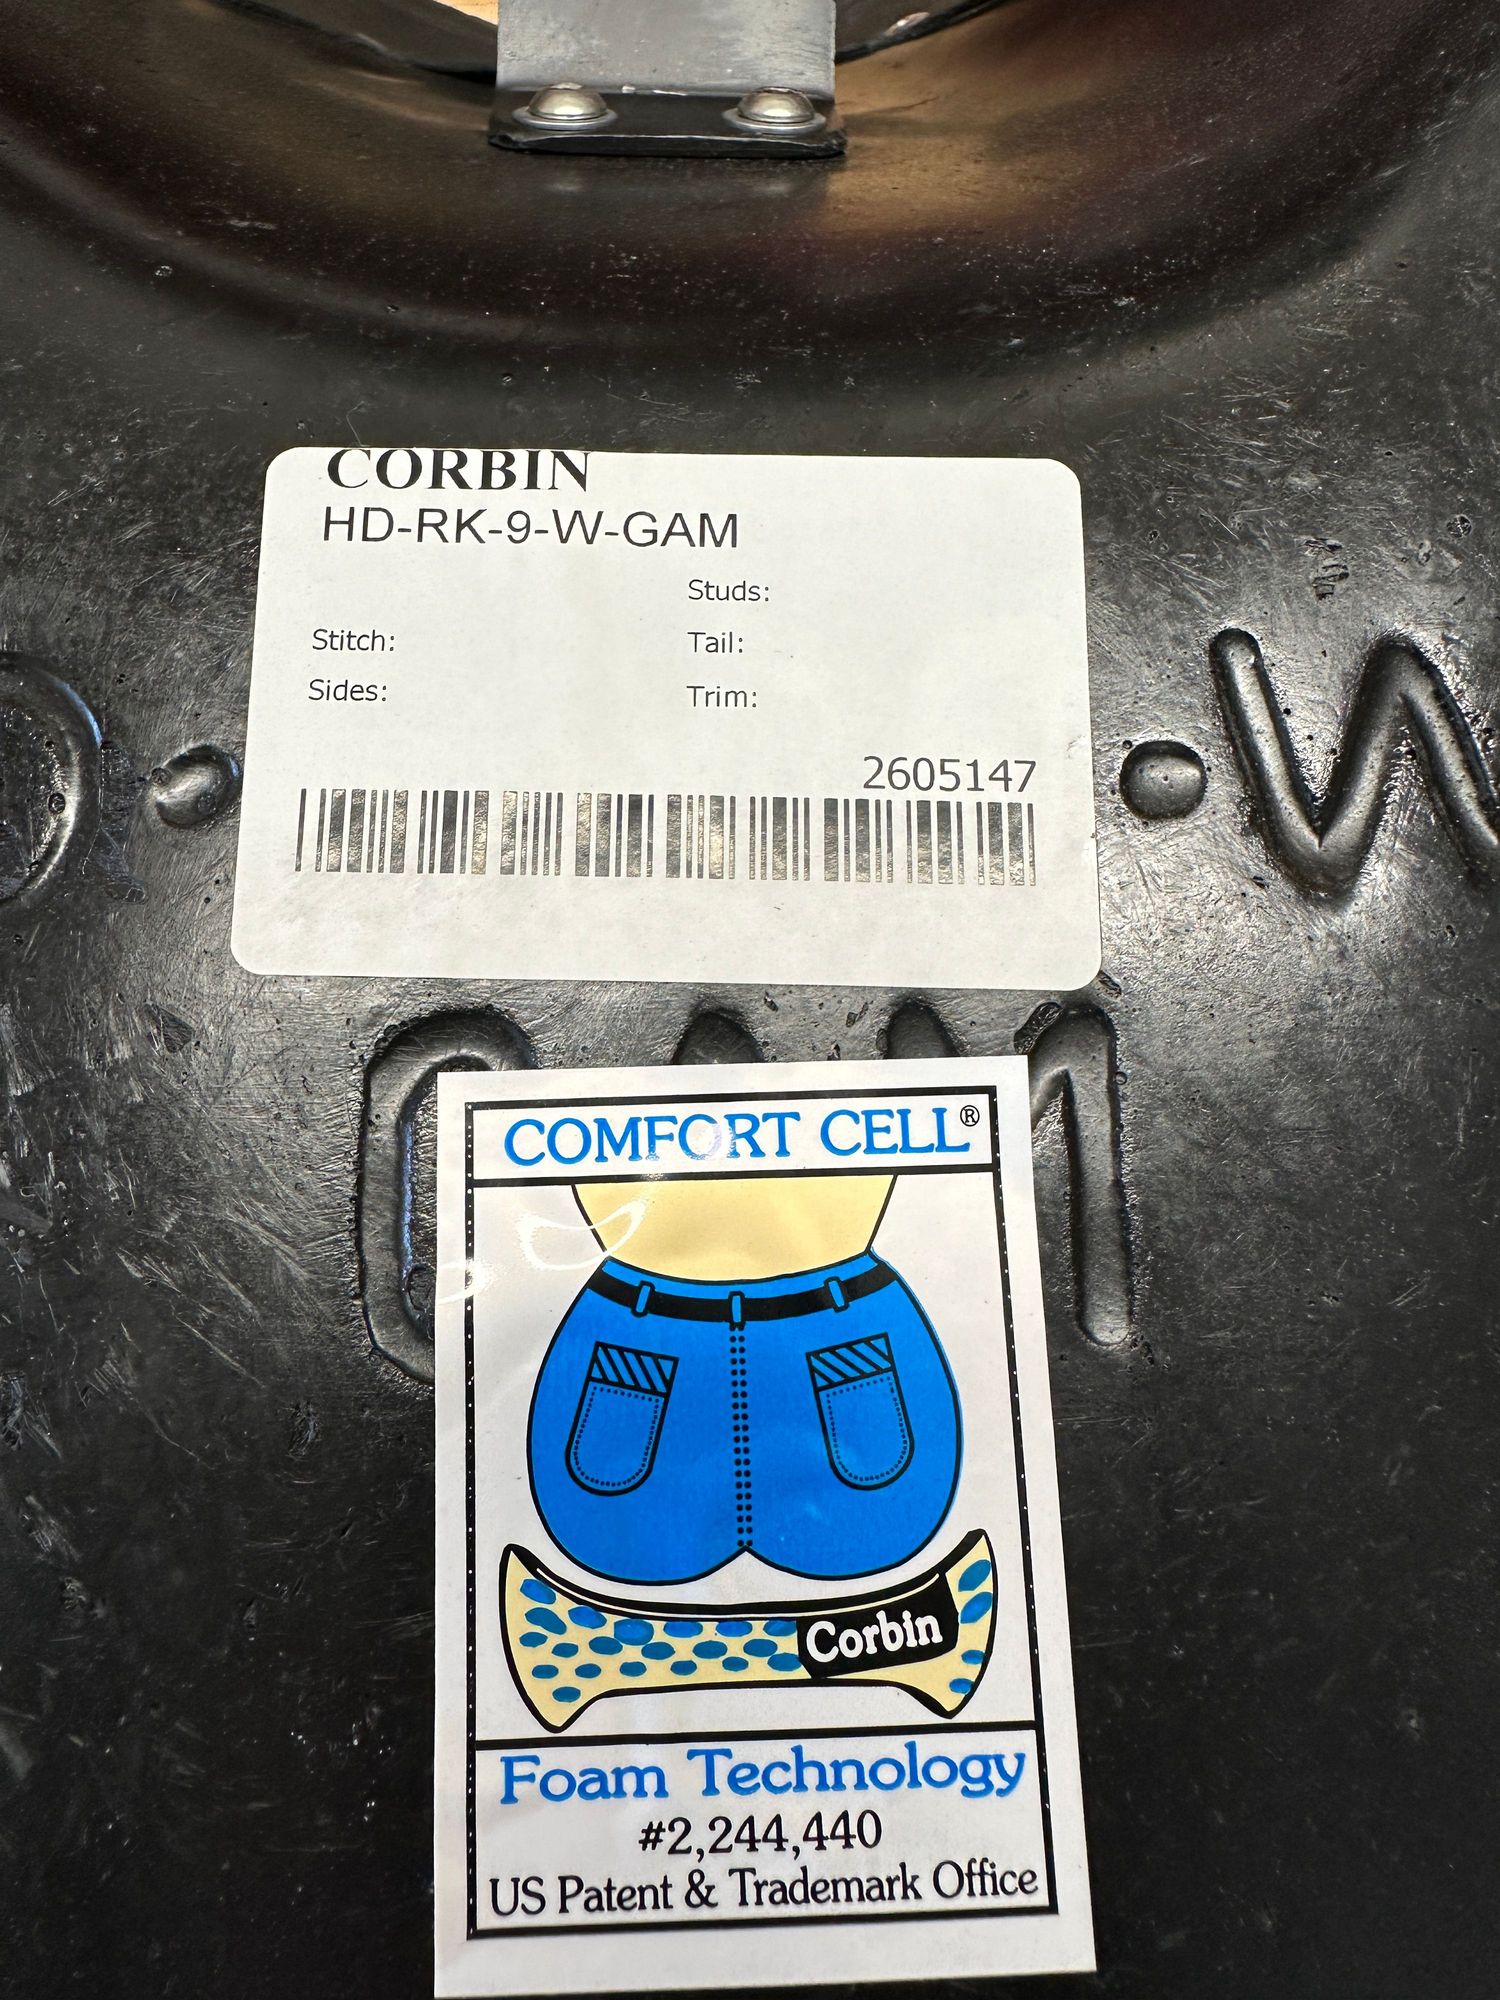 CORBIN
HD-RK-9-W-GAM
Studs:
Stitch:
Tail:
Sides:
Trim:
2605147
W
COMFORT CELL®
Corbin
Foam Technology
#2,244,440
US Patent & Trademark Office